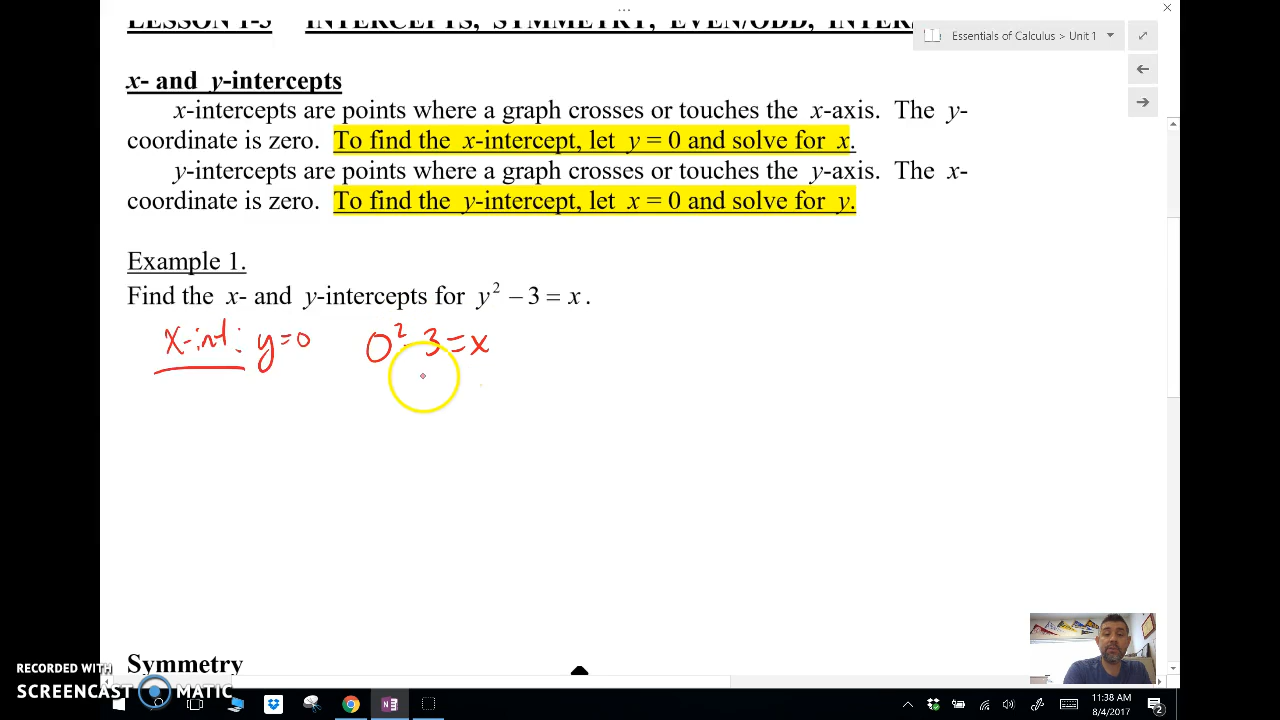 LESSON 1-3 INTERCEPTS, SYMMETRY, EVEN/ODD, INTERS
Essentials of Calculus > Unit 1
x- and y-intercepts
x-intercepts are points where a graph crosses or touches the x-axis. The y-
coordinate is zero. To find the x-intercept, let y = 0 and solve for x.
y-intercepts are points where a graph crosses or touches the y-axis. The x-
coordinate is zero. To find the y-intercept, let x = 0 and solve for y.
Example 1.
Find the x- and y-intercepts for y² − 3 = x.
x-int: y=0 0² - 3 = x
Symmetry
RECORDED WITH
SCREENCAST MATIC
11:38 AM
8/4/2017
2